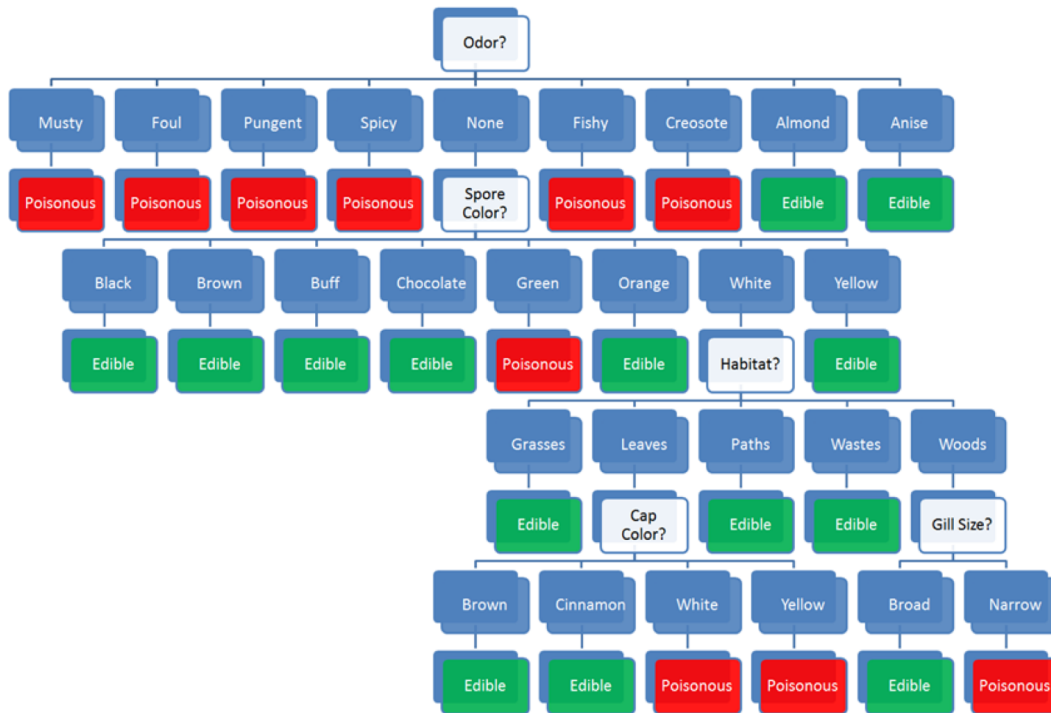 Odor?
Musty
Foul
Pungent
Spicy
None
Fishy
Creosote
Almond
Anise
Poisonous
Poisonous
Poisonous
Poisonous
Spore
Color?
Poisonous
Poisonous
Edible
Edible
Black
Brown
Buff
Chocolate
Green
Orange
White
Yellow
Edible
Edible
Edible
Edible
Poisonous
Edible
Habitat?
Edible
Grasses
Leaves
Paths
Wastes
Woods
Edible
Cap
Color?
Edible
Edible
Gill Size?
Brown
Cinnamon
White
Yellow
Broad
Narrow
Edible
Edible
Poisonous
Poisonous
Edible
Poisonous